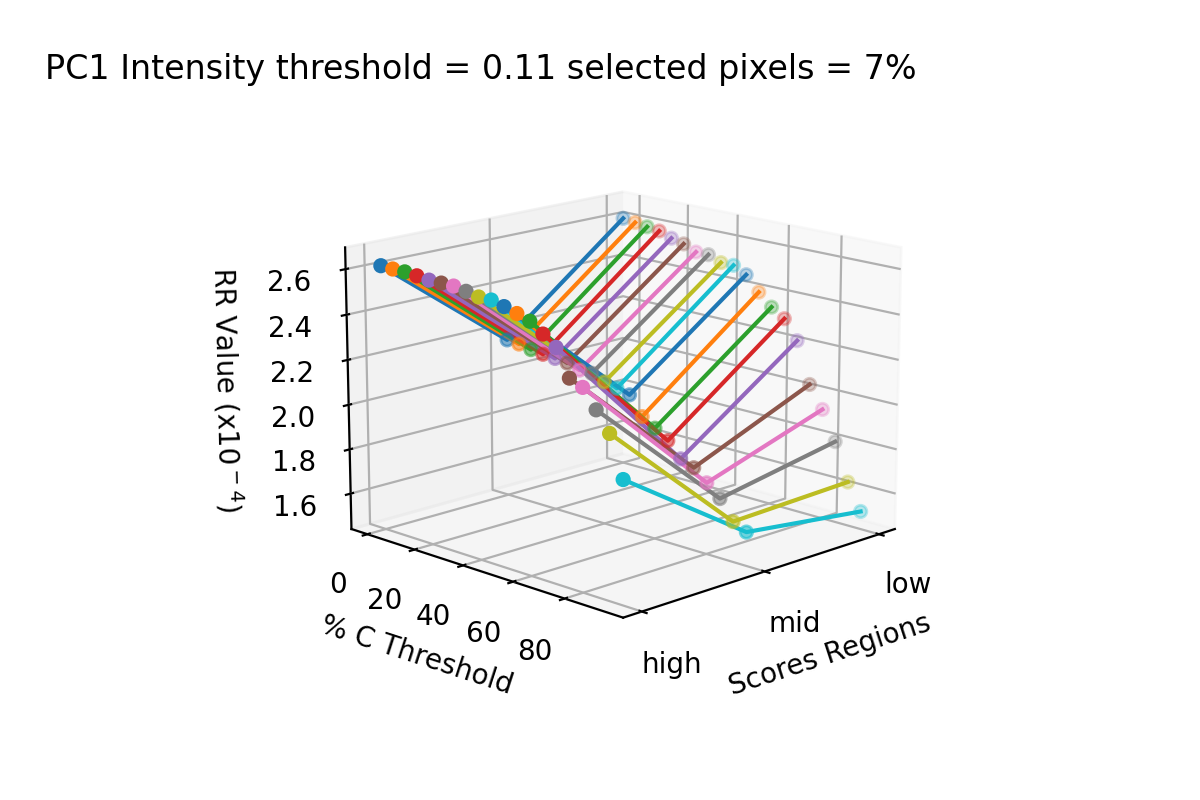 PC1 Intensity threshold = 0.11 selected pixels = 7%
RR Value (x10⁻⁴)
2.6
2.4
2.2
2.0
1.8
1.6
0
20
40
60
80
% C Threshold
high
mid
low
Scores Regions